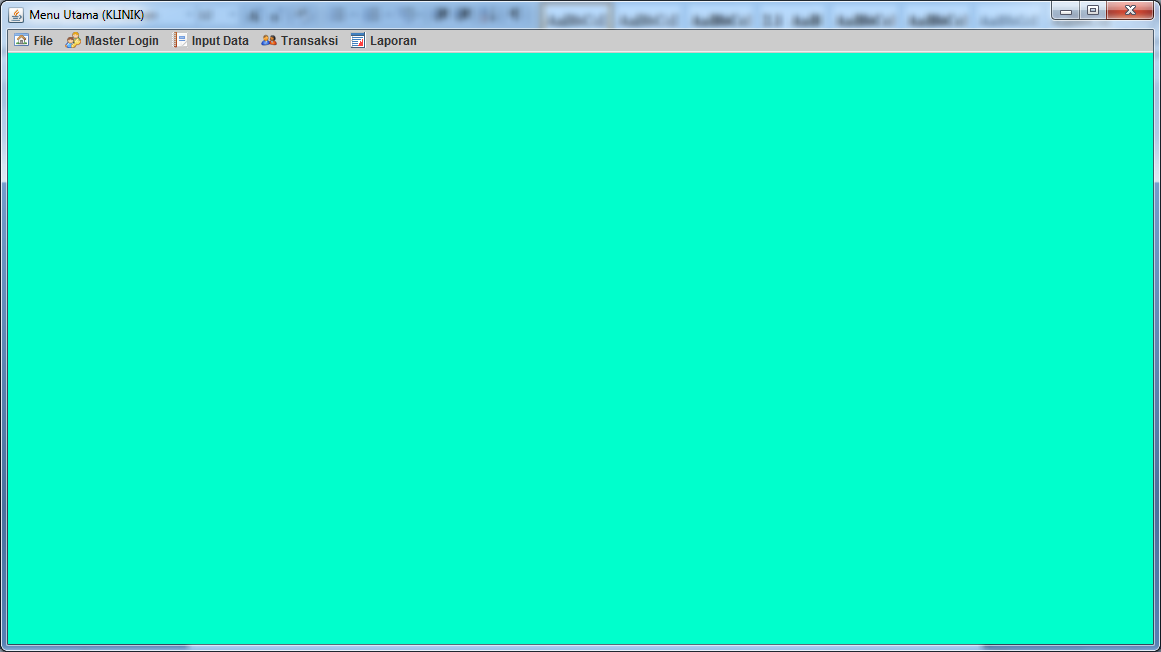 Menu Utama (KLINIK)
File Master Login Input Data Transaksi Laporan